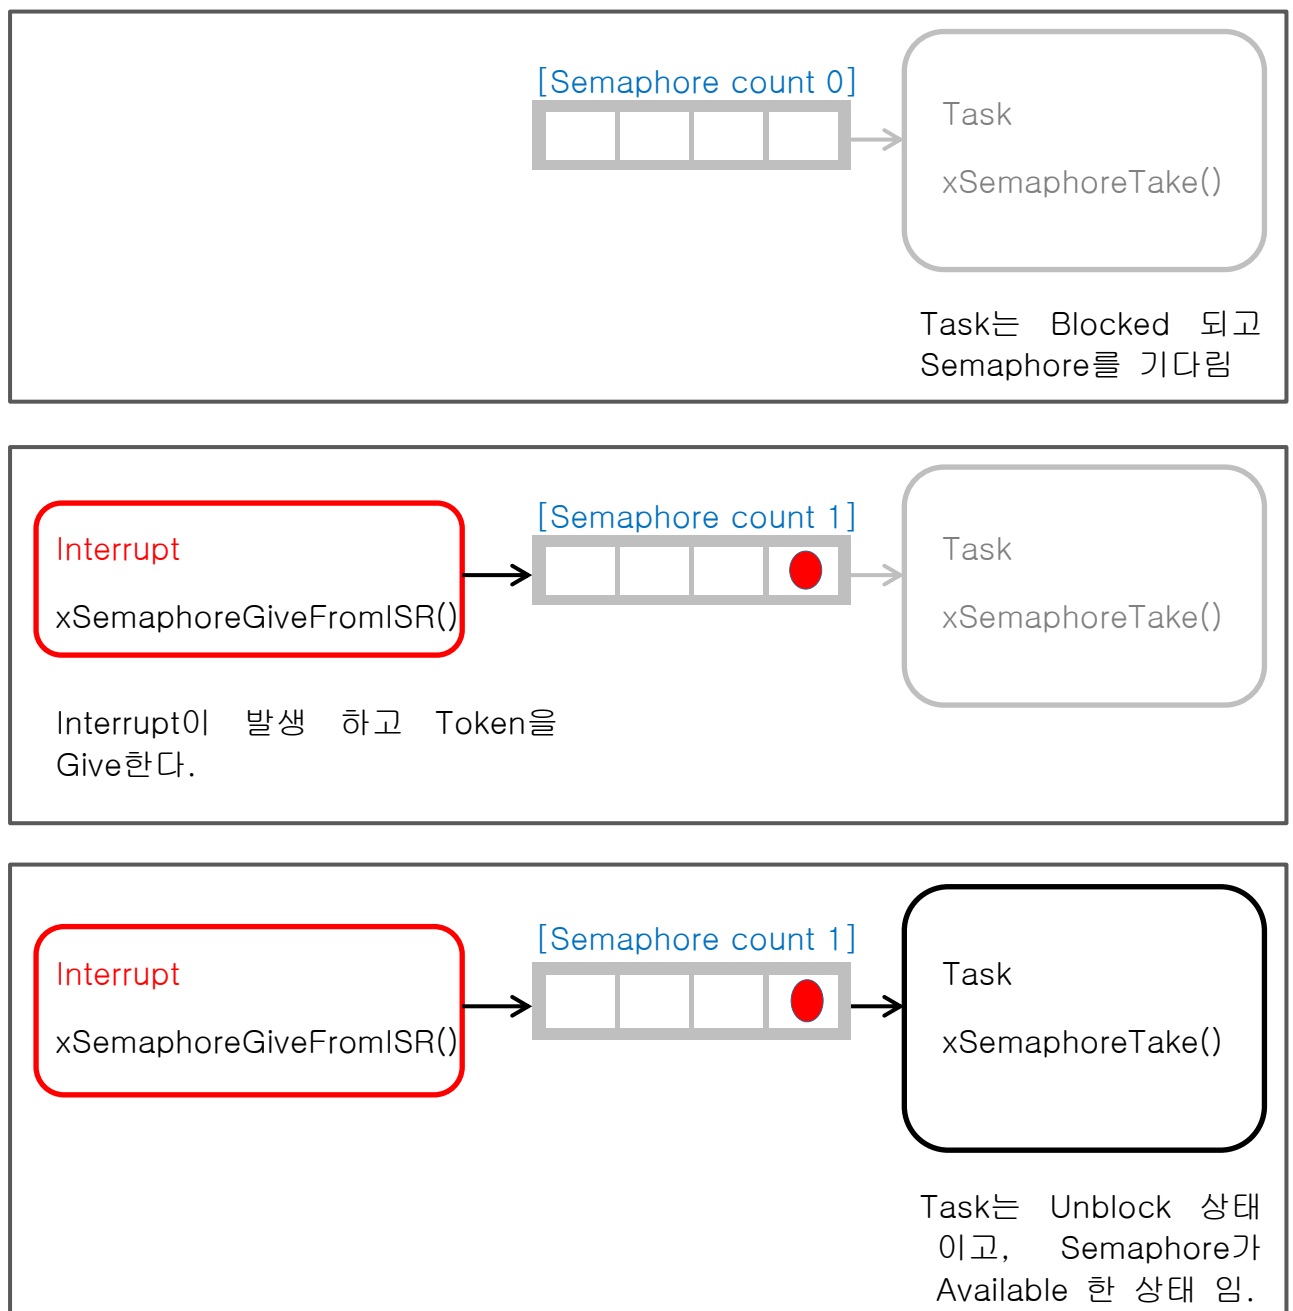 [Semaphore count 0]
Task
xSemaphoreTake()
Task는 Blocked 되고
Semaphore를 기다림
[Semaphore count 1]
Interrupt
xSemaphoreGiveFromISR()
Task
xSemaphoreTake()
Interrupt이 발생 하고 Token을
Give한다.
[Semaphore count 1]
Interrupt
xSemaphoreGiveFromISR()
Task
xSemaphoreTake()
Task는 Unblock 상태
이고, Semaphore가
Available 한 상태 임.